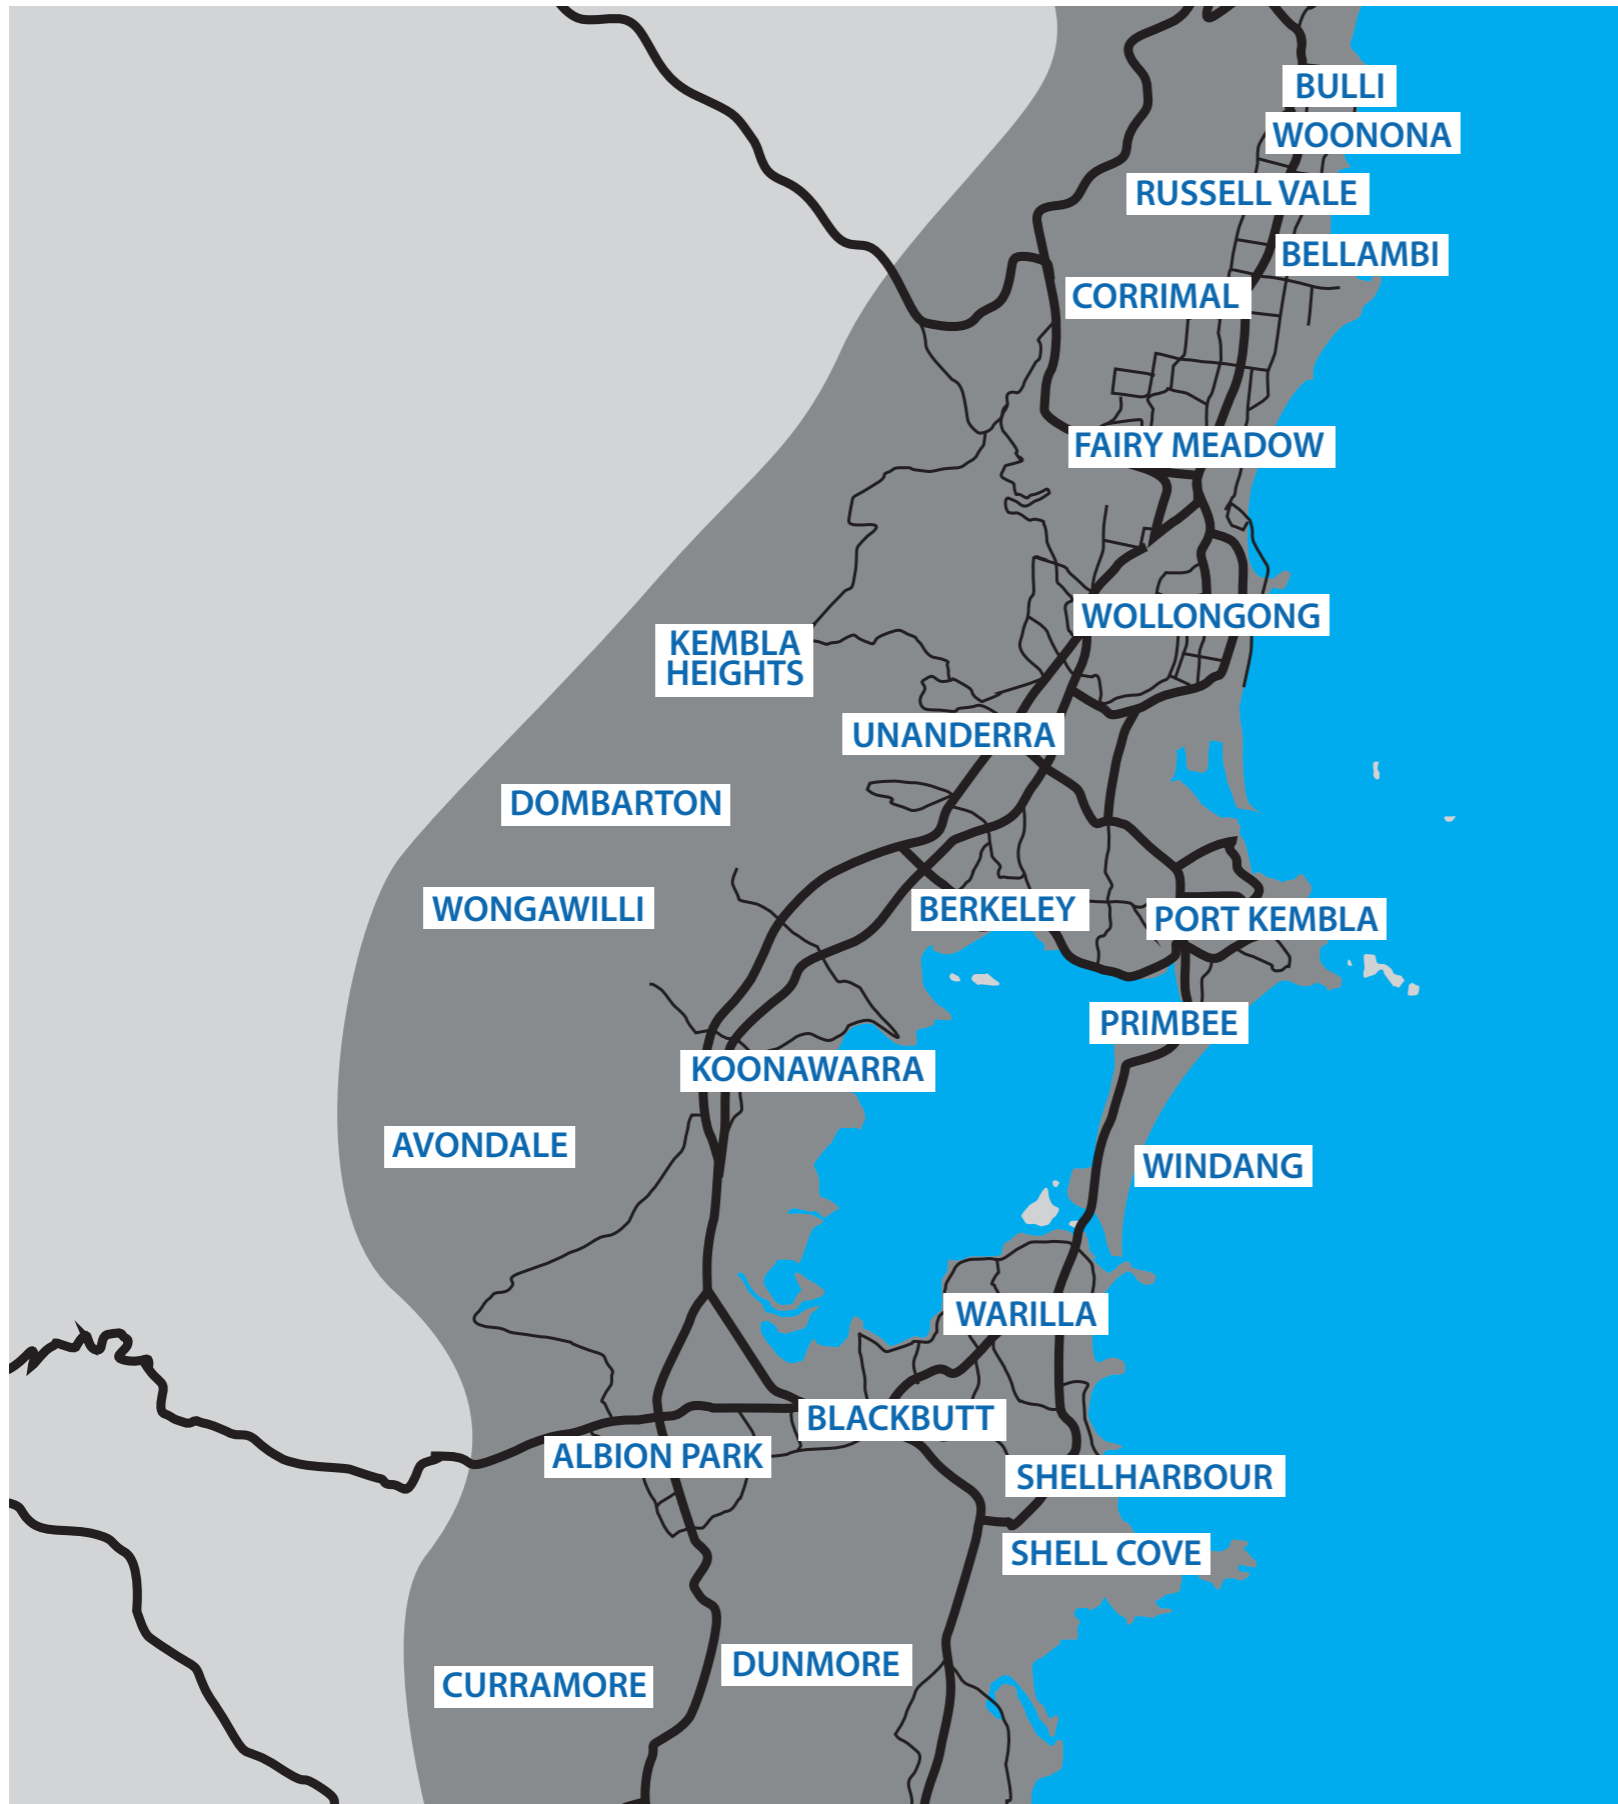 BULLI
WOONONA
RUSSELL VALE
BELLAMBI
CORRIMAL
FAIRY MEADOW
WOLLONGONG
KEMBLA
HEIGHTS
UNANDERRA
DOMBARTON
WONGAWILLI
BERKELEY
PORT KEMBLA
PRIMBEE
KOONAWARRA
AVONDALE
WINDANG
WARILLA
BLACKBUTT
ALBION PARK
SHELLHARBOUR
SHELL COVE
DUNMORE
CURRAMORE